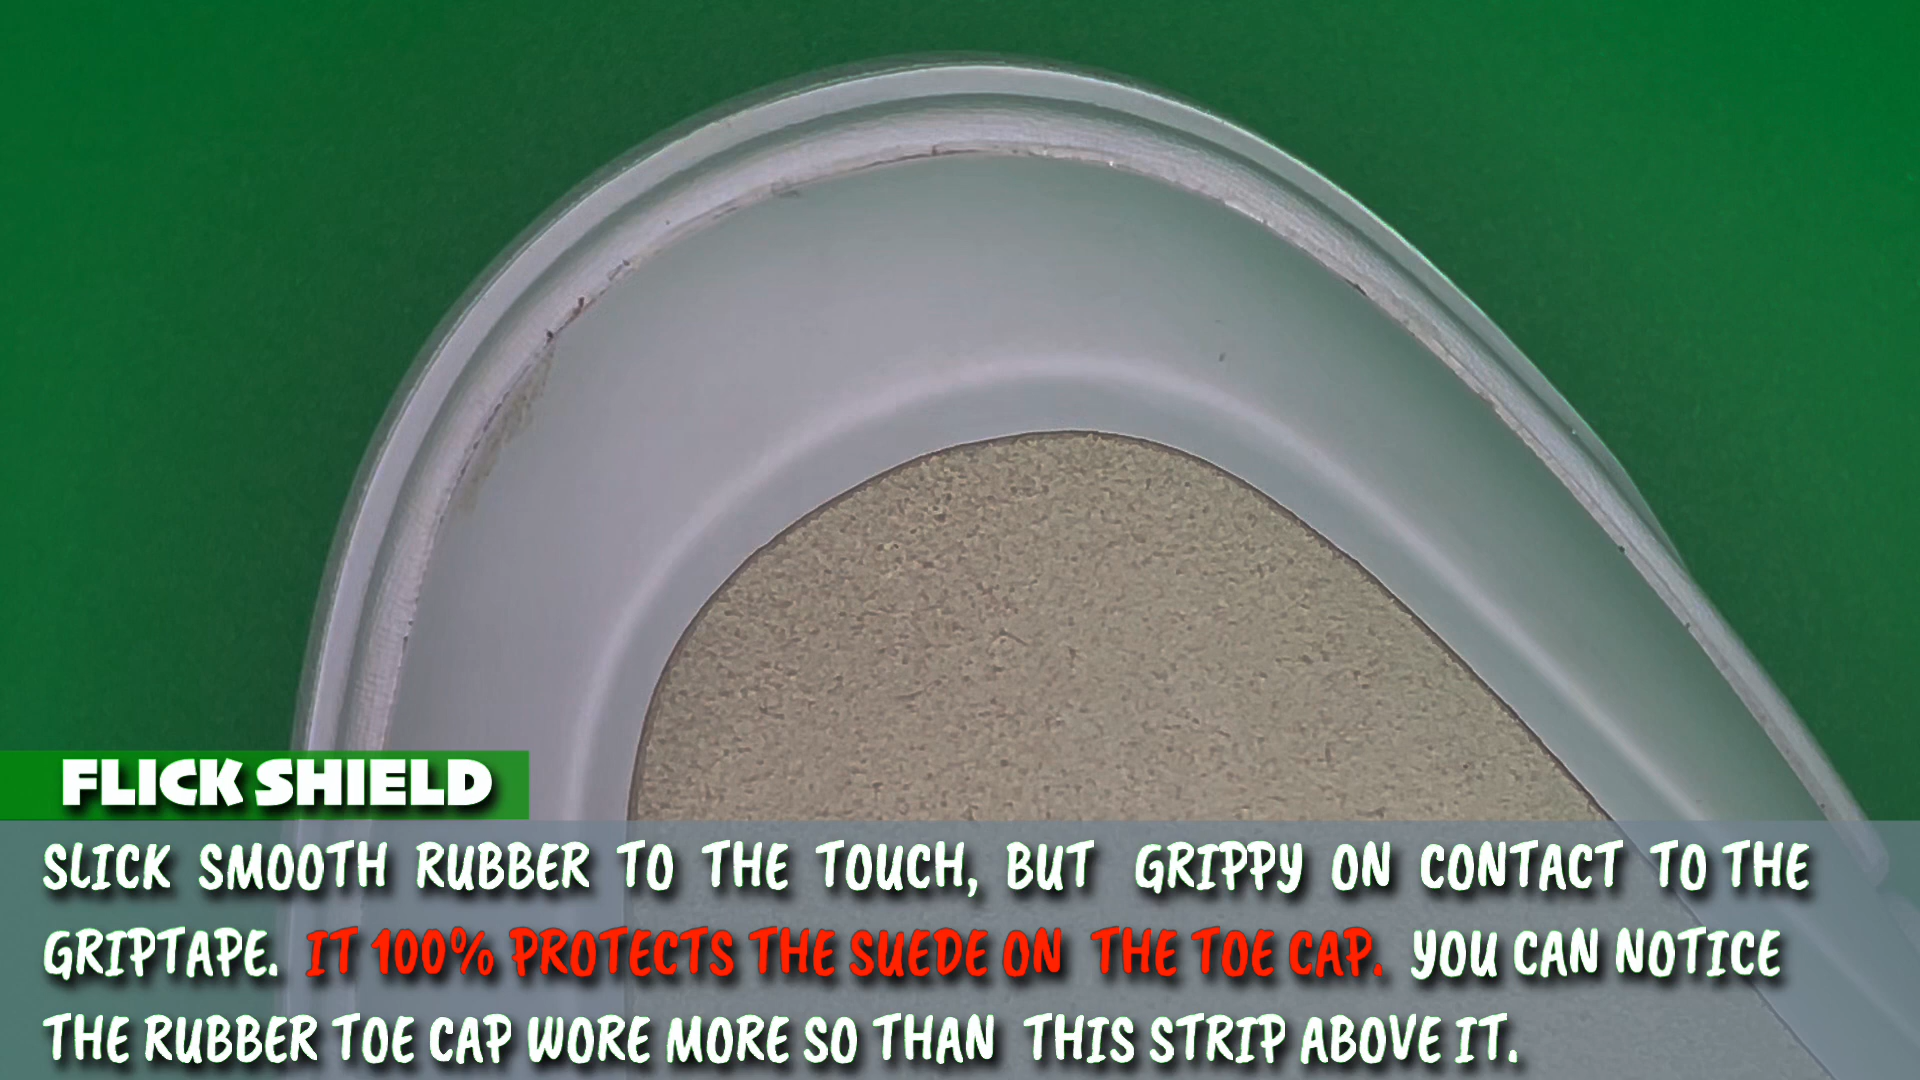 FLICK SHIELD
SLICK SMOOTH RUBBER TO THE TOUCH, BUT GRIPPY ON CONTACT TO THE
GRIPTAPE. IT 100% PROTECTS THE SUEDE ON THE TOE CAP. YOU CAN NOTICE
THE RUBBER TOE CAP WORE MORE SO THAN THIS STRIP ABOVE IT.